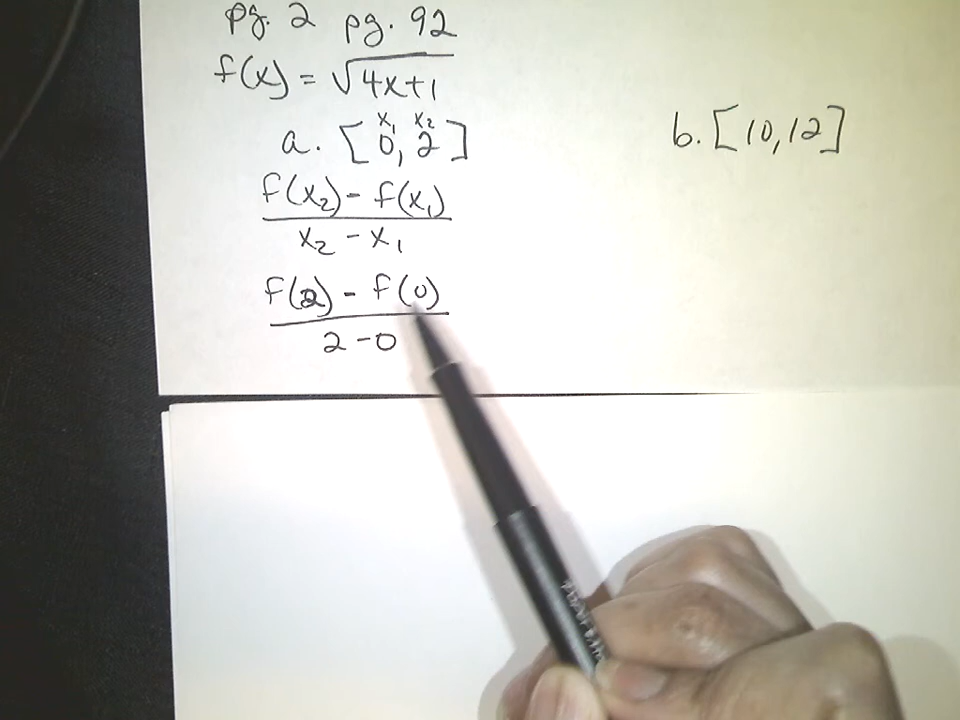 pg. 2 pg. 92
f(x) = √4x+1
x₁ x₂
a. [0, 2]
b. [10, 12]
f(x₂) - f(x₁)
x₂ - x₁
f(2) - f(0)
2 - 0